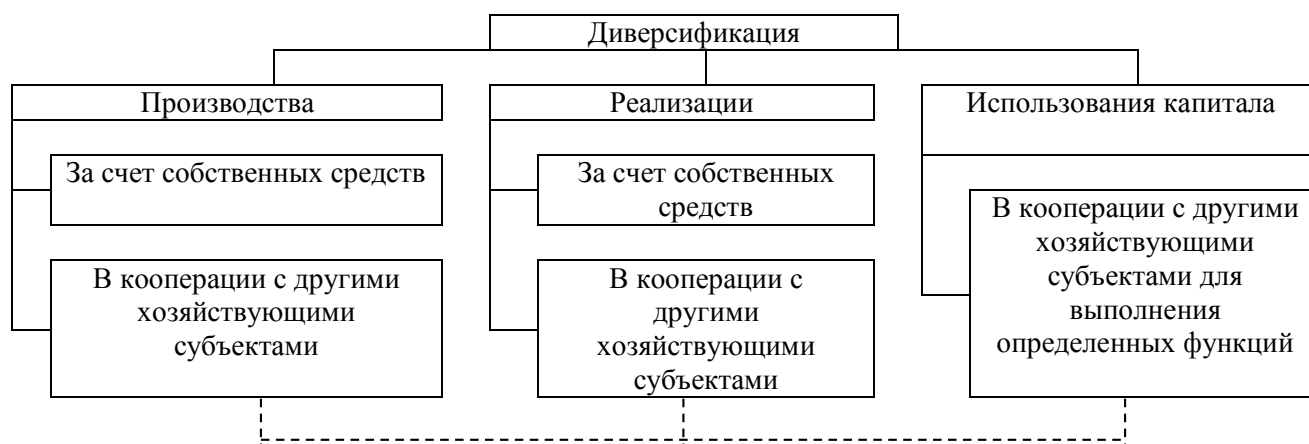 Диверсификация
Производства
Реализации
Использования капитала
За счет собственных средств
За счет собственных
средств
В кооперации с другими
хозяйствующими
субъектами
В кооперации с
другими
хозяйствующими
субъектами
В кооперации с другими
хозяйствующими
субъектами для
выполнения
определенных функций